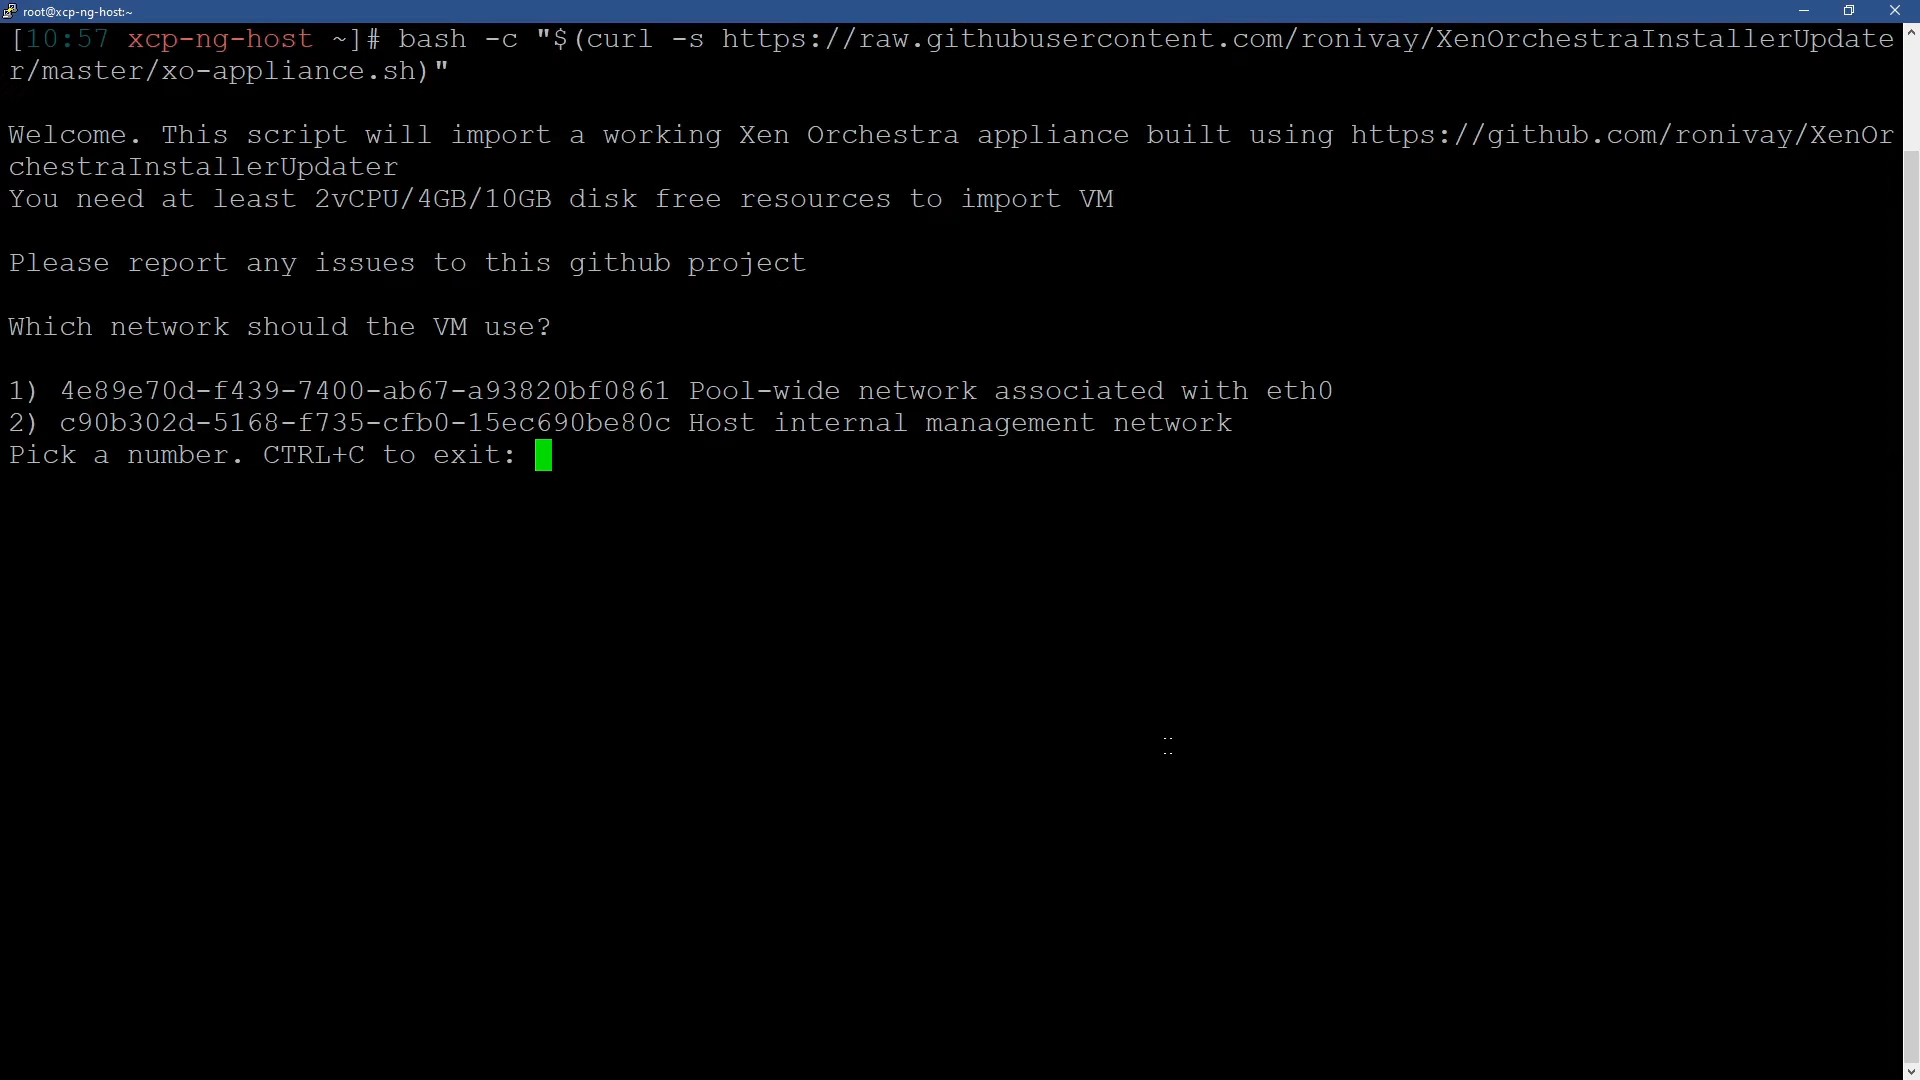 root@xcp-ng-host:~
[10:57 xcp-ng-host ~]# bash -c "$(curl -s https://raw.githubusercontent.com/ronivay/XenOrchestraInstallerUpdate
r/master/xo-appliance.sh)"
Welcome. This script will import a working Xen Orchestra appliance built using https://github.com/ronivay/XenOr
chestraInstallerUpdater
You need at least 2vCPU/4GB/10GB disk free resources to import VM
Please report any issues to this github project
Which network should the VM use?
1) 4e89e70d-f439-7400-ab67-a93820bf0861 Pool-wide network associated with eth0
2) c90b302d-5168-f735-cfb0-15ec690be80c Host internal management network
Pick a number. CTRL+C to exit: